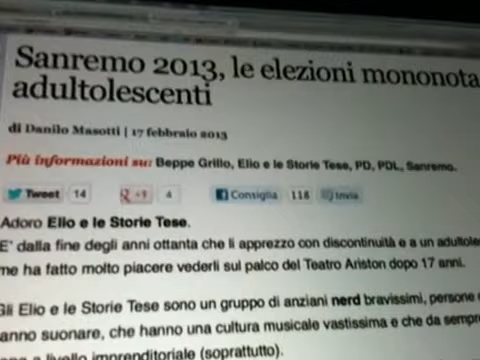 Sanremo 2013, le elezioni mononota
adultolescenti
di Danilo Masotti | 17 febbraio 2013
Più informazioni su: Beppe Grillo, Elio e le Storie Tese, PD, PDL, Sanremo.
Tweet 14 +1 4 Consiglia 118 Invia
Adoro Elio e le Storie Tese.
E' dalla fine degli anni ottanta che li apprezzo con discontinuità e a un adultole
me ha fatto molto piacere vederli sul palco del Teatro Ariston dopo 17 anni.
Gli Elio e le Storie Tese sono un gruppo di anziani nerd bravissimi, persone
anno suonare, che hanno una cultura musicale vastissima e che da sempre
a livello imprenditoriale (soprattutto).